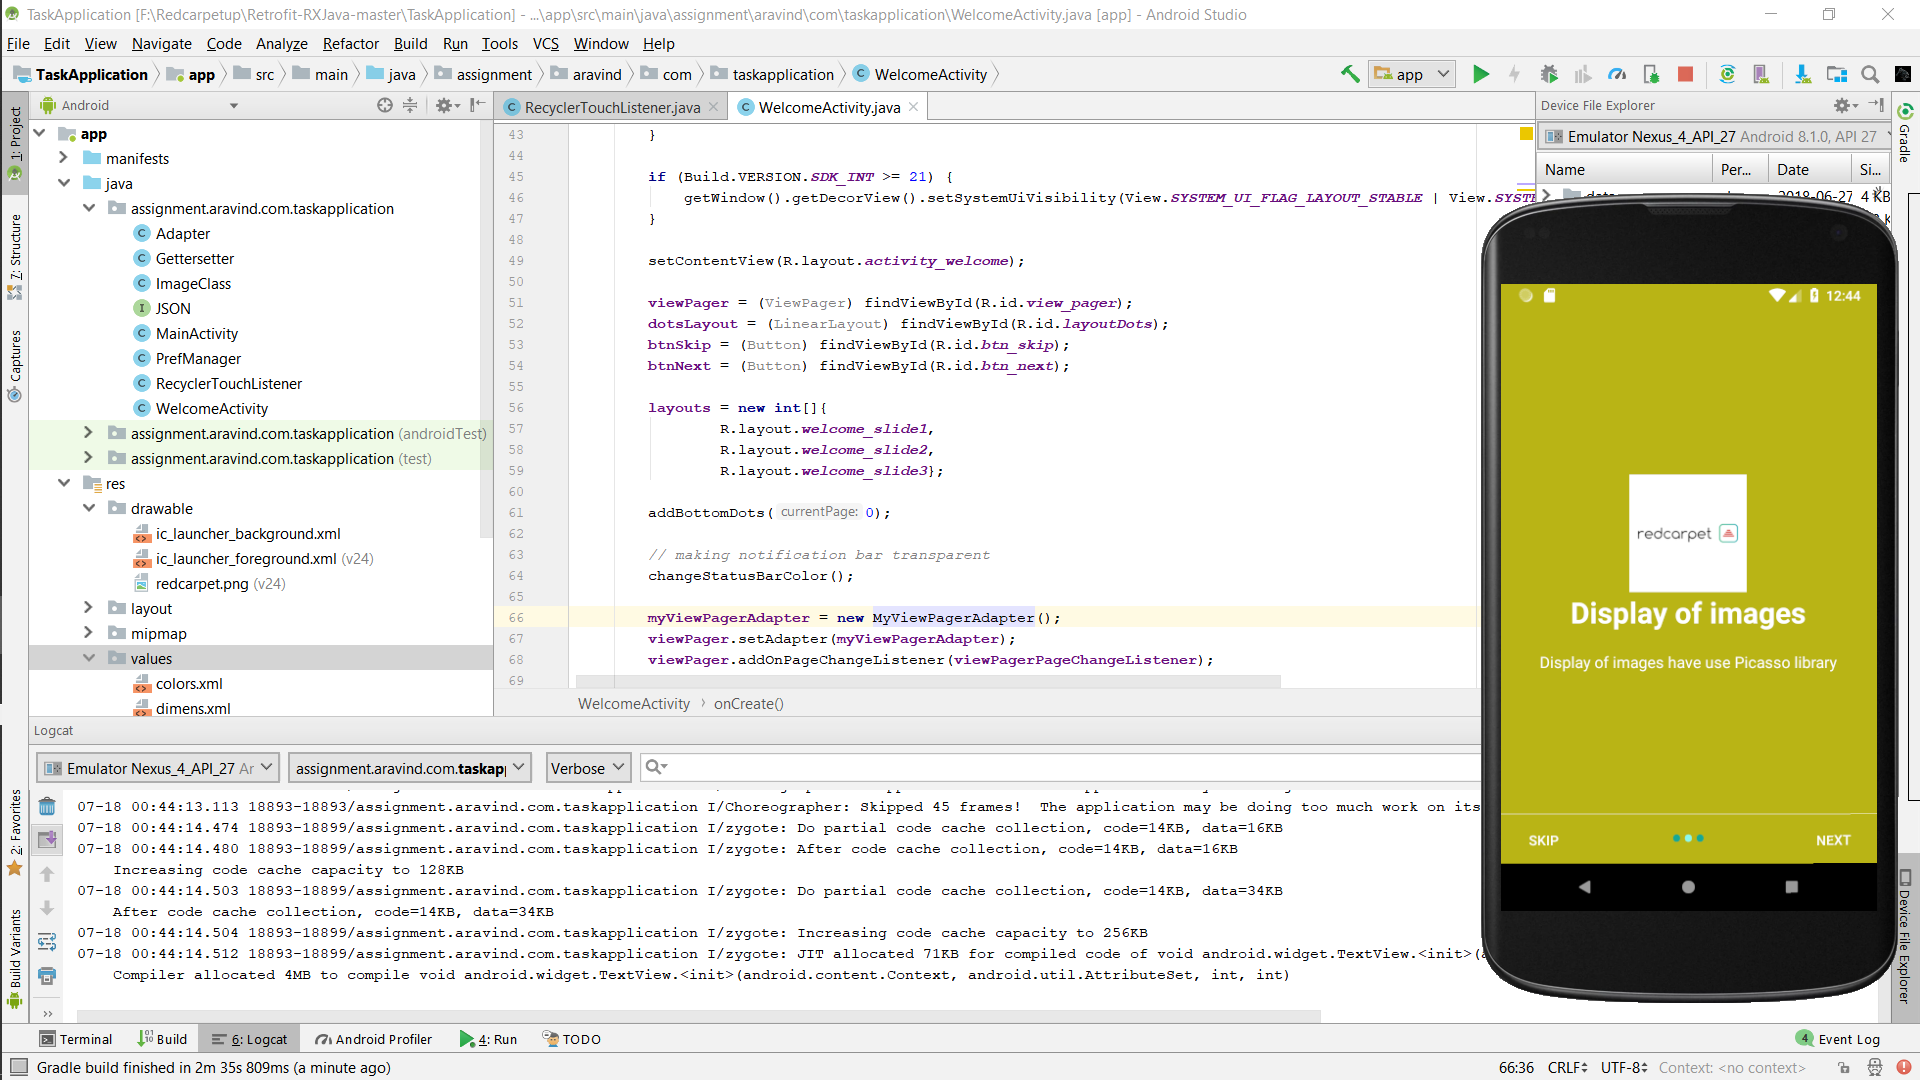 TaskApplication [F:\Redcarpetup\Retrofit-RXJava-master\TaskApplication] - ...\app\src\main\java\assignment\aravind\com\taskapplication\WelcomeActivity.java [app] - Android Studio
File Edit View Navigate Code Analyze Refactor Build Run Tools VCS Window Help
TaskApplication app src main java assignment aravind com taskapplication WelcomeActivity app
1: Project
7: Structure
Captures
2: Favorites
Build Variants
Android
app
manifests
java
assignment.aravind.com.taskapplication
Adapter
Gettersetter
ImageClass
JSON
MainActivity
PrefManager
RecyclerTouchListener
WelcomeActivity
assignment.aravind.com.taskapplication (androidTest)
assignment.aravind.com.taskapplication (test)
res
drawable
ic_launcher_background.xml
ic_launcher_foreground.xml (v24)
redcarpet.png (v24)
layout
mipmap
values
colors.xml
dimens.xml
RecyclerTouchListener.java WelcomeActivity.java
43 }
44
45 if (Build.VERSION.SDK_INT >= 21) {
46 getWindow().getDecorView().setSystemUiVisibility(View.SYSTEM_UI_FLAG_LAYOUT_STABLE | View.SYSTE
47 }
48
49 setContentView(R.layout.activity_welcome);
50
51 viewPager = (ViewPager) findViewById(R.id.view_pager);
52 dotsLayout = (LinearLayout) findViewById(R.id.layoutDots);
53 btnSkip = (Button) findViewById(R.id.btn_skip);
54 btnNext = (Button) findViewById(R.id.btn_next);
55
56 layouts = new int[]{
57 R.layout.welcome_slide1,
58 R.layout.welcome_slide2,
59 R.layout.welcome_slide3};
60
61 addBottomDots( currentPage: 0);
62
63 // making notification bar transparent
64 changeStatusBarColor();
65
66 myViewPagerAdapter = new MyViewPagerAdapter();
67 viewPager.setAdapter(myViewPagerAdapter);
68 viewPager.addOnPageChangeListener(viewPagerPageChangeListener);
69
WelcomeActivity › onCreate()
Device File Explorer
Emulator Nexus_4_API_27 Android 8.1.0, API 27
Name Per... Date Si...
2018-06-27 4 KB
Gradle
Device File Explorer
12:44
redcarpet
Display of images
Display of images have use Picasso library
SKIP NEXT
Logcat
Emulator Nexus_4_API_27 Ar assignment.aravind.com.taskap Verbose
07-18 00:44:13.113 18893-18893/assignment.aravind.com.taskapplication I/Choreographer: Skipped 45 frames! The application may be doing too much work on its
07-18 00:44:14.474 18893-18899/assignment.aravind.com.taskapplication I/zygote: Do partial code cache collection, code=14KB, data=16KB
07-18 00:44:14.480 18893-18899/assignment.aravind.com.taskapplication I/zygote: After code cache collection, code=14KB, data=16KB
Increasing code cache capacity to 128KB
07-18 00:44:14.503 18893-18899/assignment.aravind.com.taskapplication I/zygote: Do partial code cache collection, code=14KB, data=34KB
After code cache collection, code=14KB, data=34KB
07-18 00:44:14.504 18893-18899/assignment.aravind.com.taskapplication I/zygote: Increasing code cache capacity to 256KB
07-18 00:44:14.512 18893-18899/assignment.aravind.com.taskapplication I/zygote: JIT allocated 71KB for compiled code of void android.widget.TextView.<init>(
Compiler allocated 4MB to compile void android.widget.TextView.<init>(android.content.Context, android.util.AttributeSet, int, int)
Terminal Build 6: Logcat Android Profiler 4: Run TODO 4 Event Log
Gradle build finished in 2m 35s 809ms (a minute ago) 66:36 CRLF UTF-8 Context: <no context>